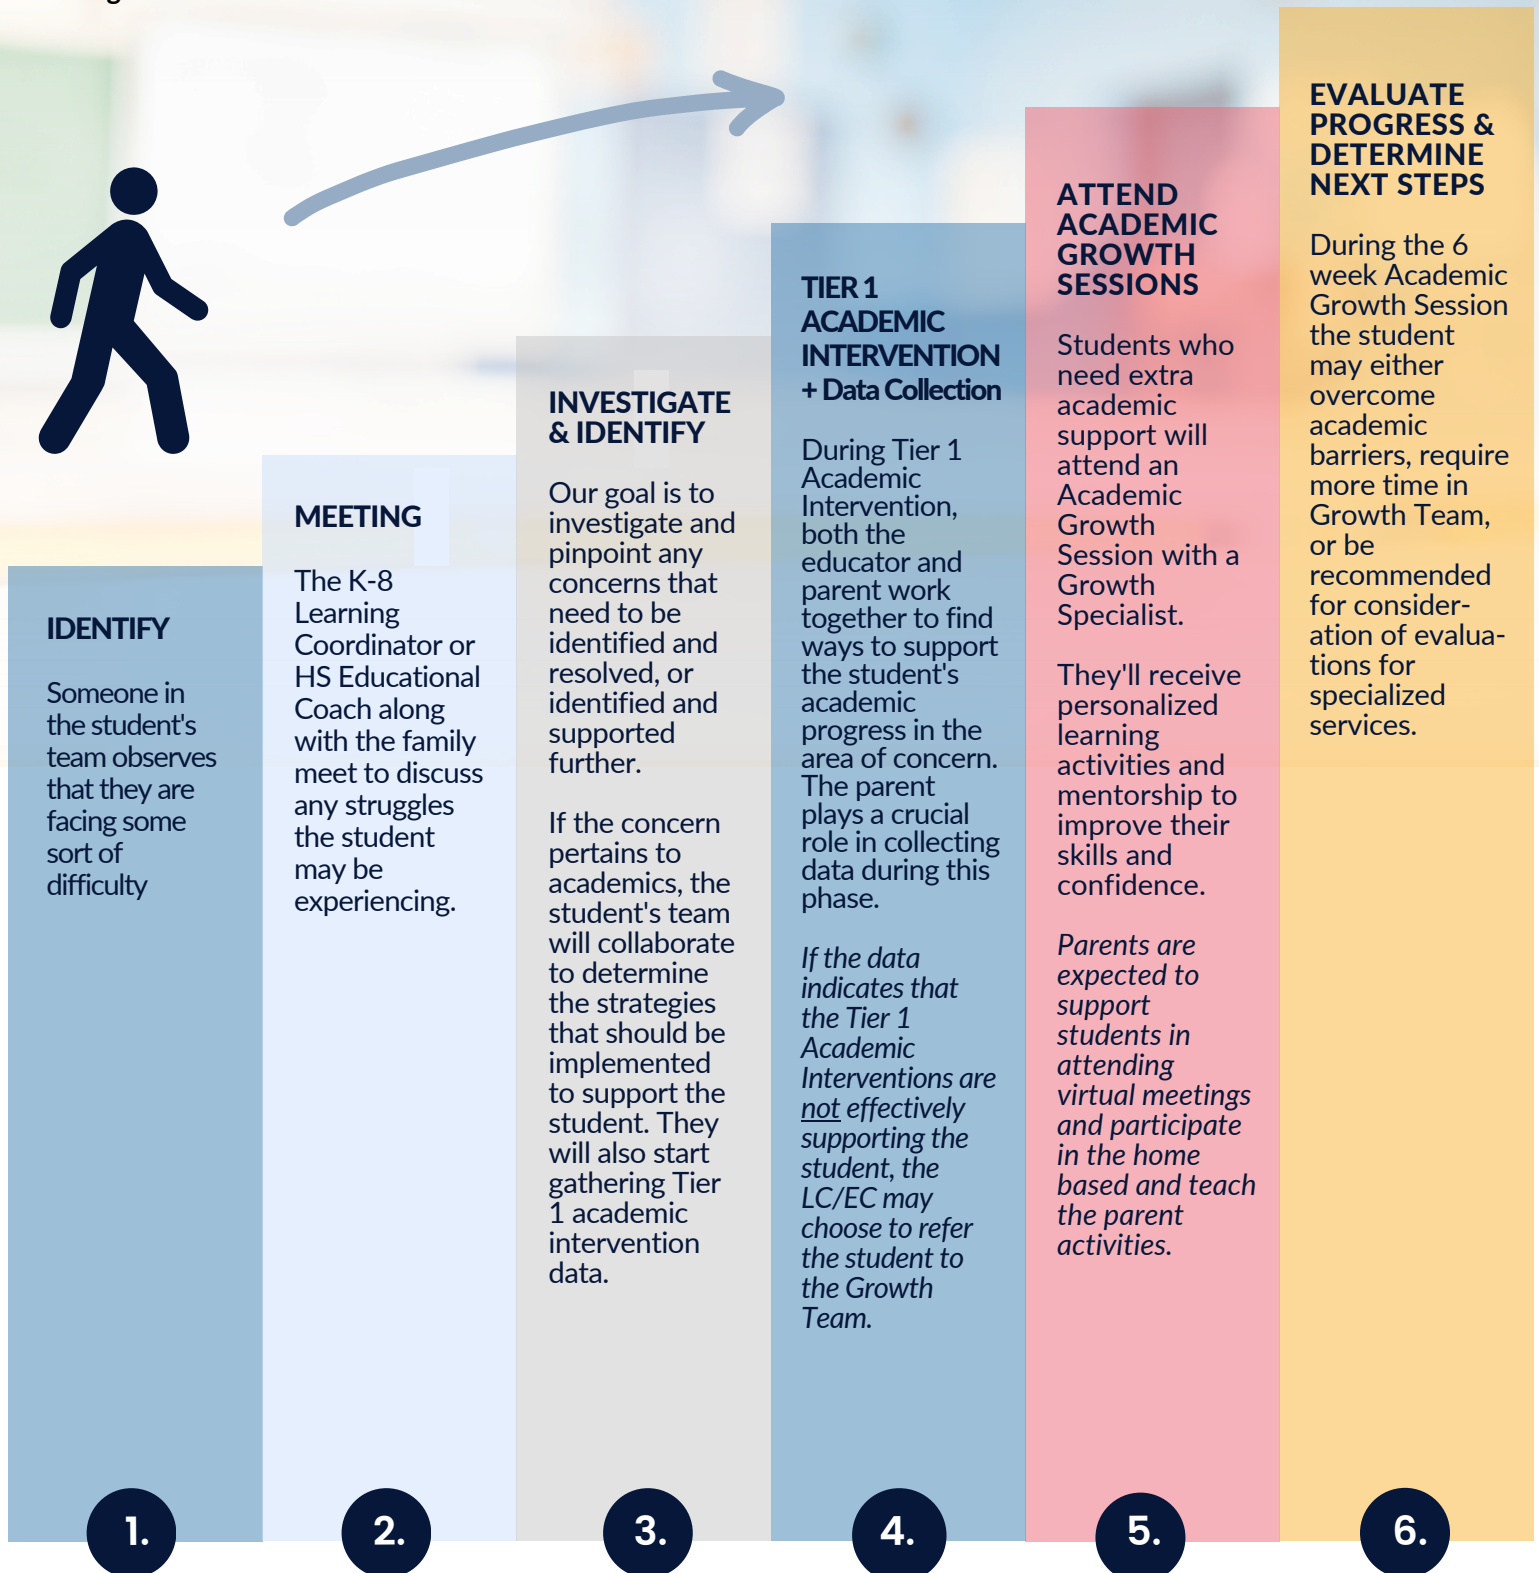 IDENTIFY
Someone in
the student's
team observes
that they are
facing some
sort of
difficulty
1.
MEETING
The K-8
Learning
Coordinator or
HS Educational
Coach along
with the family
meet to discuss
any struggles
the student
may be
experiencing.
2.
INVESTIGATE
& IDENTIFY
Our goal is to
investigate and
pinpoint any
concerns that
need to be
identified and
resolved, or
identified and
supported
further.
If the concern
pertains to
academics, the
student's team
will collaborate
to determine
the strategies
that should be
implemented
to support the
student. They
will also start
gathering Tier
1 academic
intervention
data.
3.
TIER 1
ACADEMIC
INTERVENTION
+ Data Collection
During Tier 1
Academic
Intervention,
both the
educator and
parent work
together to find
ways to support
the student's
academic
progress in the
area of concern.
The parent
plays a crucial
role in collecting
data during this
phase.
If the data
indicates that
the Tier 1
Academic
Interventions are
not effectively
supporting the
student, the
LC/EC may
choose to refer
the student to
the Growth
Team.
4.
ATTEND
ACADEMIC
GROWTH
SESSIONS
Students who
need extra
academic
support will
attend an
Academic
Growth
Session with a
Growth
Specialist.
They'll receive
personalized
learning
activities and
mentorship to
improve their
skills and
confidence.
Parents are
expected to
support
students in
attending
virtual meetings
and participate
in the home
based and teach
the parent
activities.
5.
EVALUATE
PROGRESS &
DETERMINE
NEXT STEPS
During the 6
week Academic
Growth Session
the student
may either
overcome
academic
barriers, require
more time in
Growth Team,
or be
recommended
for consider-
ation of evalua-
tions for
specialized
services.
6.